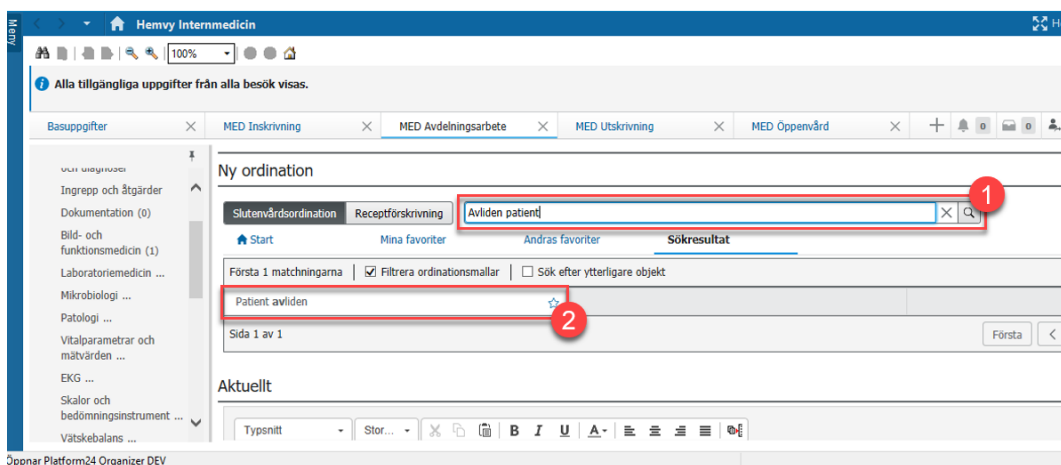 Meny
Hemvy Internmedicin
100%
Alla tillgängliga uppgifter från alla besök visas.
Basuppgifter
MED Inskrivning
MED Avdelningsarbete
MED Utskrivning
MED Öppenvård
0
0
och diagnoser
Ingrepp och åtgärder
Dokumentation (0)
Bild- och
funktionsmedicin (1)
Laboratoriemedicin ...
Mikrobiologi ...
Patologi ...
Vitalparametrar och
mätvärden ...
EKG ...
Skalor och
bedömningsinstrument ...
Vätskebalans ...
Ny ordination
Slutenvårdsordination
Receptförskrivning
Avliden patient
1
Start
Mina favoriter
Andras favoriter
Sökresultat
Första 1 matchningarna
Filtrera ordinationsmallar
Sök efter ytterligare objekt
Patient avliden
2
Sida 1 av 1
Första
Aktuellt
Typsnitt
Stor...
B I U A
Öppnar Platform24 Organizer DEV